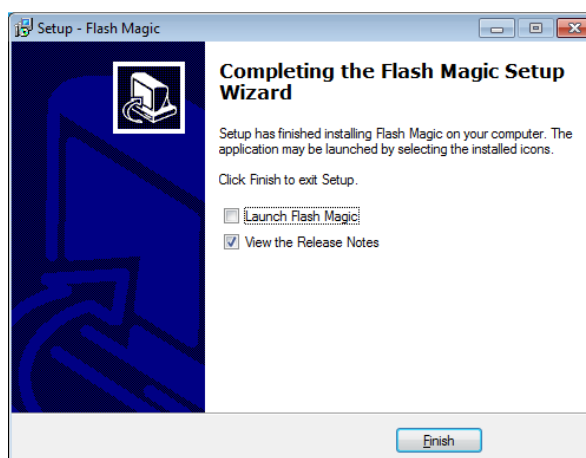 Setup - Flash Magic
Completing the Flash Magic Setup
Wizard
Setup has finished installing Flash Magic on your computer. The
application may be launched by selecting the installed icons.
Click Finish to exit Setup.
Launch Flash Magic
View the Release Notes
Finish